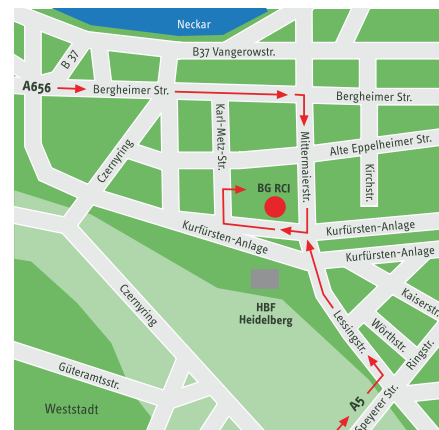 Neckar
B37 Vangerowstr.
B 37
A656
Bergheimer Str.
Bergheimer Str.
Karl-Metz-Str.
Mittermaierstr.
Alte Eppelheimer Str.
Czernyring
Kirchstr.
BG RCI
Kurfürsten-Anlage
Kurfürsten-Anlage
Kurfürsten-Anlage
HBF
Heidelberg
Czernyring
Kaiserstr.
Lessingstr.
Wörthstr.
Ringstr.
Güteramtsstr.
A5
Speyerer Str.
Weststadt